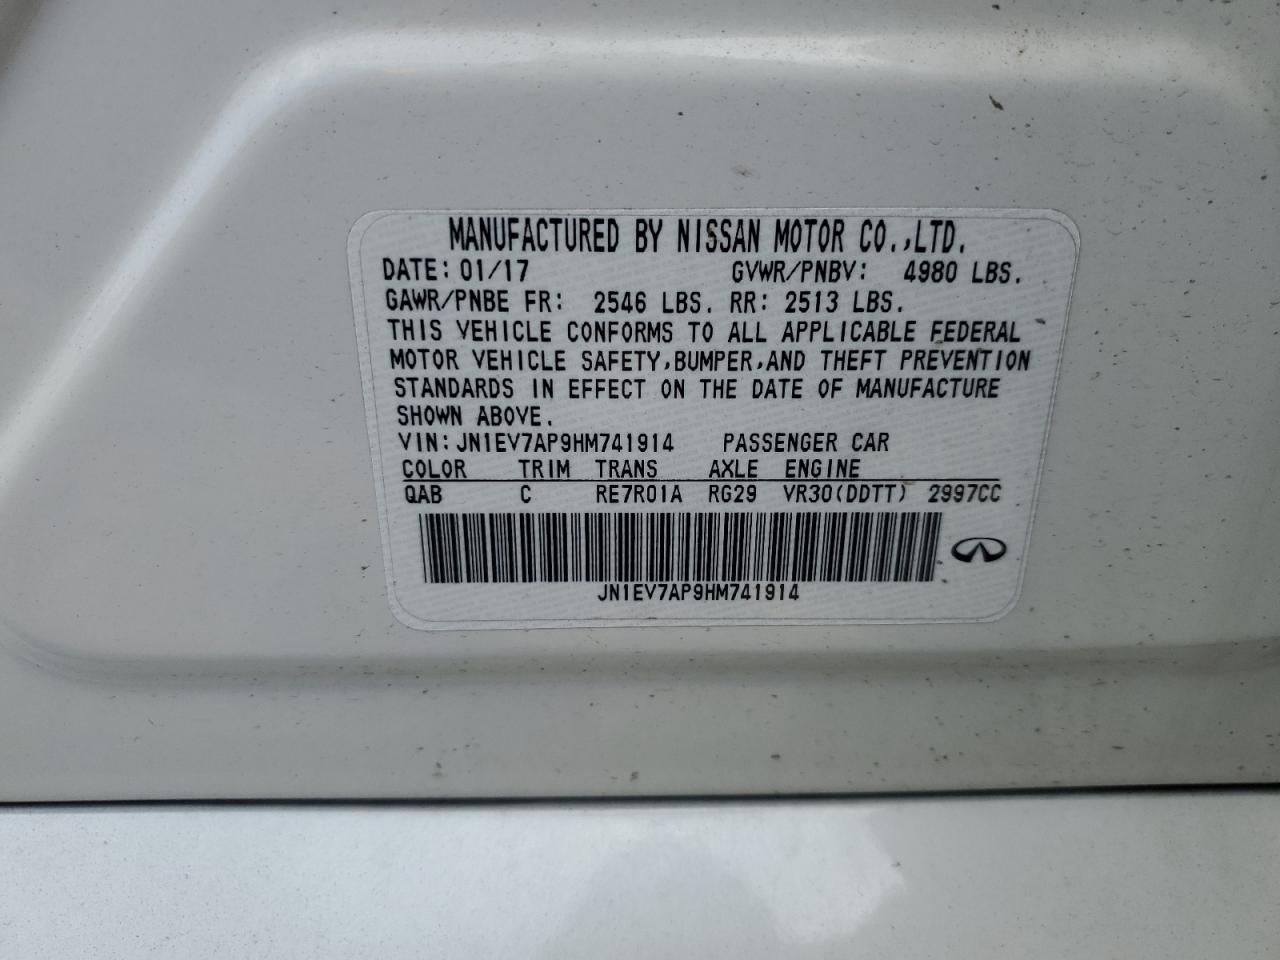 MANUFACTURED BY NISSAN MOTOR CO.,LTD.
DATE: 01/17 GVWR/PNBV: 4980 LBS.
GAWR/PNBE FR: 2546 LBS. RR: 2513 LBS.
THIS VEHICLE CONFORMS TO ALL APPLICABLE FEDERAL
MOTOR VEHICLE SAFETY,BUMPER,AND THEFT PREVENTION
STANDARDS IN EFFECT ON THE DATE OF MANUFACTURE
SHOWN ABOVE.
VIN: JN1EV7AP9HM741914 PASSENGER CAR
COLOR TRIM TRANS AXLE ENGINE
QAB C RE7R01A RG29 VR30(DDTT) 2997CC
JN1EV7AP9HM741914